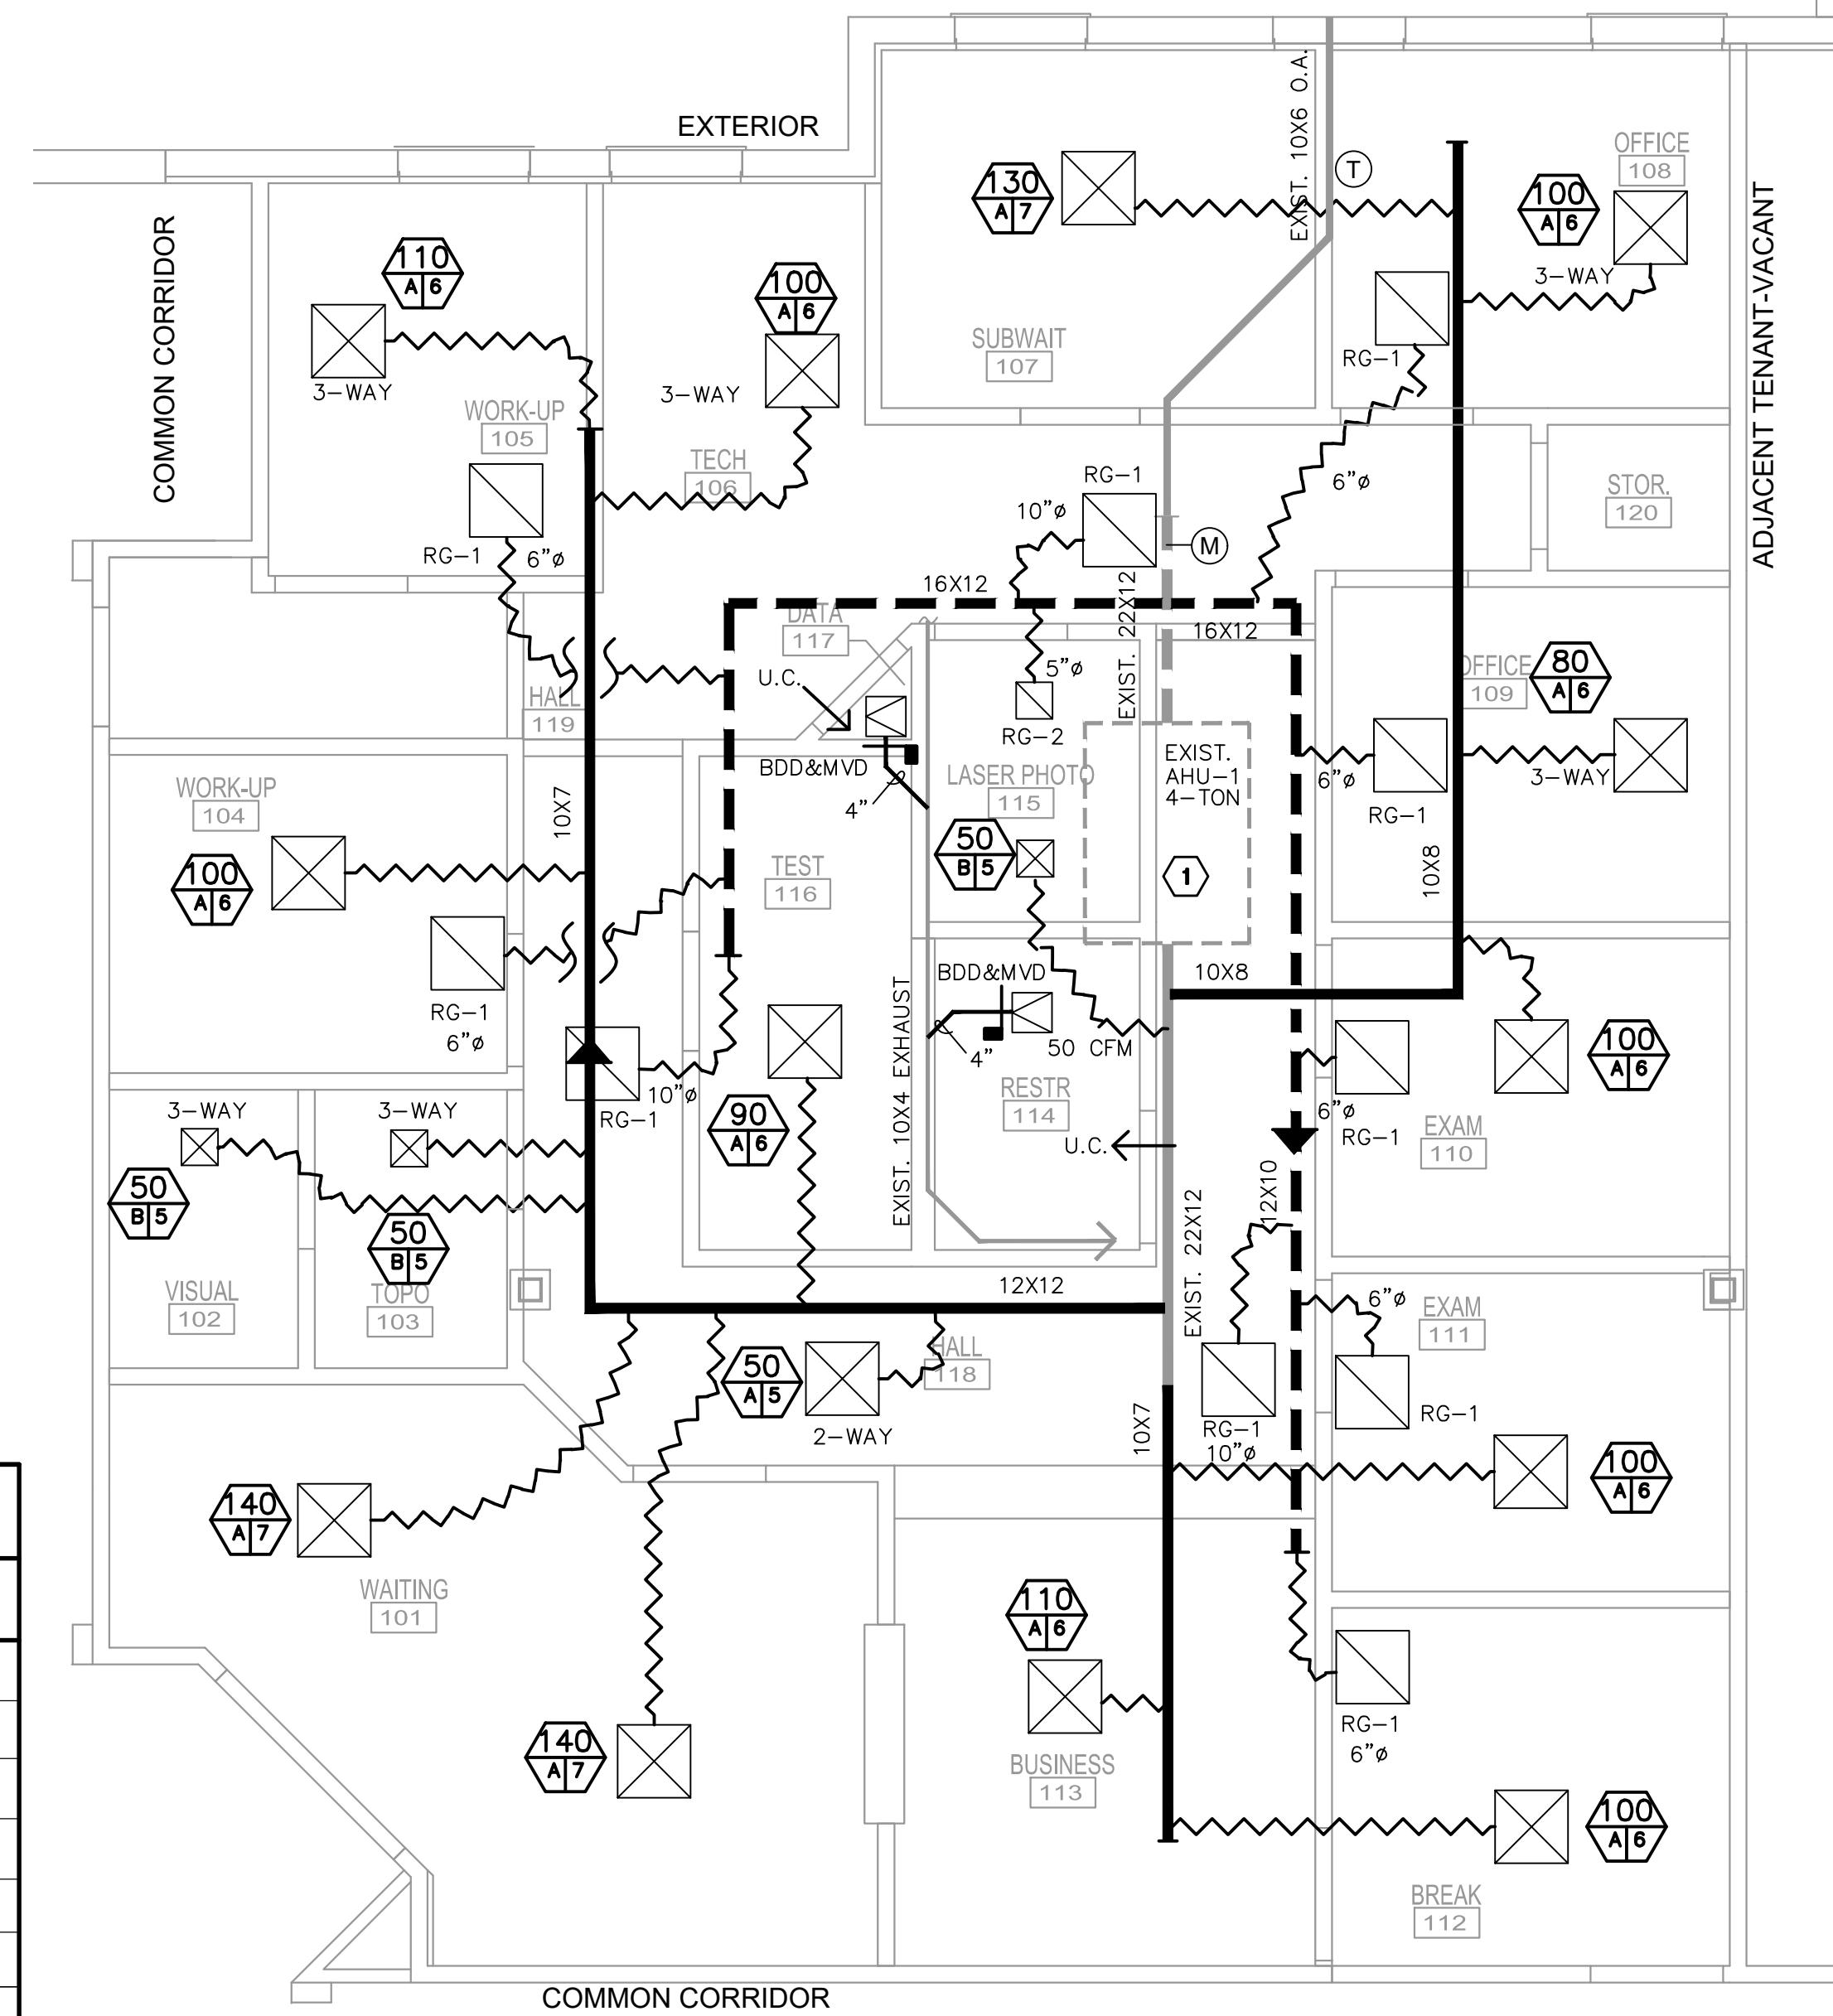 EXTERIOR
EXIST. 10X6 O.A.
T
OFFICE
108
130
A 7
100
A 6
3-WAY
COMMON CORRIDOR
ADJACENT TENANT-VACANT
110
A 6
3-WAY
100
A 6
3-WAY
SUBWAIT
107
RG-1
WORK-UP
105
TECH
106
RG-1
6"ø
STOR.
120
RG-1
10"ø
6"ø
M
16X12
EXIST. 22X12
16X12
DATA
117
U.C.
5"ø
RG-2
HALL
119
OFFICE
109
80
A 6
3-WAY
6"ø
RG-1
BDD&MVD
4"
LASER PHOTO
115
EXIST.
AHU-1
4-TON
1
WORK-UP
104
10X7
100
A 6
TEST
116
50
B 5
10X8
RG-1
6"ø
BDD&MVD
4"
50 CFM
10X8
EXIST. 10X4 EXHAUST
100
A 6
RG-1
10"ø
90
A 6
RESTR
114
U.C.
6"ø
RG-1
EXAM
110
3-WAY
3-WAY
50
B 5
50
B 5
VISUAL
102
TOPO
103
12X12
EXIST. 22X12
12X10
6"ø
EXAM
111
50
A 5
2-WAY
HALL
118
10X7
RG-1
10"ø
RG-1
100
A 6
140
A 7
WAITING
101
110
A 6
RG-1
6"ø
140
A 7
BUSINESS
113
100
A 6
BREAK
112
COMMON CORRIDOR